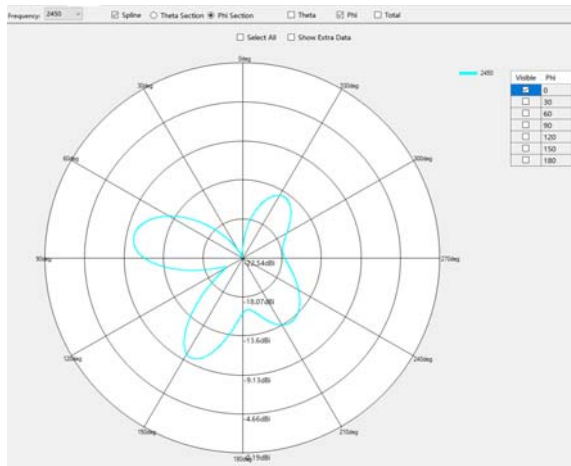 Frequency: 2450 Spline Theta Section Phi Section Theta Phi Total
Select All Show Extra Data
0deg
2450
30deg
330deg
Visible Phi
0
30
60
90
120
150
180
60deg
300deg
90deg
-22.54dBi
270deg
-18.07dBi
-13.6dBi
120deg
240deg
-9.13dBi
-4.66dBi
150deg
210deg
180deg
-0.19dBi